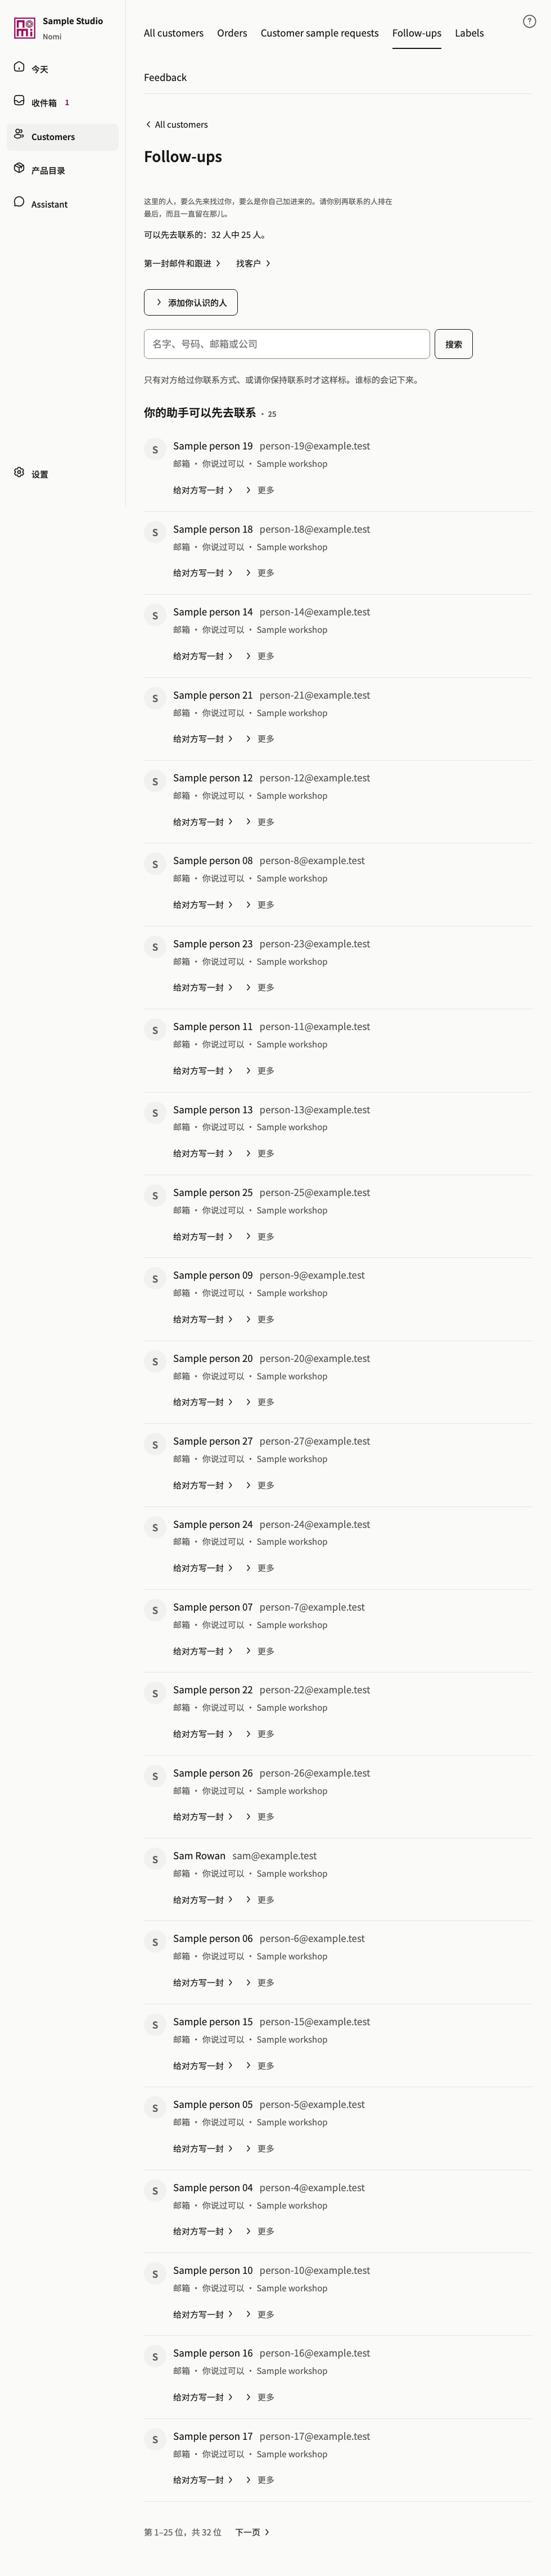 Sample Studio
Nomi
今天
收件箱 1
Customers
产品目录
Assistant
设置
All customers Orders Customer sample requests Follow-ups Labels
Feedback
All customers
Follow-ups
这里的人，要么先来找过你，要么是你自己加进来的。请你别再联系的人排在
最后，而且一直留在那儿。
可以先去联系的：32 人中 25 人。
第一封邮件和跟进 找客户
添加你认识的人
名字、号码、邮箱或公司 搜索
只有对方给过你联系方式、或请你保持联系时才这样标。谁标的会记下来。
你的助手可以先去联系 · 25
S Sample person 19 person-19@example.test
邮箱 · 你说过可以 · Sample workshop
给对方写一封 更多
S Sample person 18 person-18@example.test
邮箱 · 你说过可以 · Sample workshop
给对方写一封 更多
S Sample person 14 person-14@example.test
邮箱 · 你说过可以 · Sample workshop
给对方写一封 更多
S Sample person 21 person-21@example.test
邮箱 · 你说过可以 · Sample workshop
给对方写一封 更多
S Sample person 12 person-12@example.test
邮箱 · 你说过可以 · Sample workshop
给对方写一封 更多
S Sample person 08 person-8@example.test
邮箱 · 你说过可以 · Sample workshop
给对方写一封 更多
S Sample person 23 person-23@example.test
邮箱 · 你说过可以 · Sample workshop
给对方写一封 更多
S Sample person 11 person-11@example.test
邮箱 · 你说过可以 · Sample workshop
给对方写一封 更多
S Sample person 13 person-13@example.test
邮箱 · 你说过可以 · Sample workshop
给对方写一封 更多
S Sample person 25 person-25@example.test
邮箱 · 你说过可以 · Sample workshop
给对方写一封 更多
S Sample person 09 person-9@example.test
邮箱 · 你说过可以 · Sample workshop
给对方写一封 更多
S Sample person 20 person-20@example.test
邮箱 · 你说过可以 · Sample workshop
给对方写一封 更多
S Sample person 27 person-27@example.test
邮箱 · 你说过可以 · Sample workshop
给对方写一封 更多
S Sample person 24 person-24@example.test
邮箱 · 你说过可以 · Sample workshop
给对方写一封 更多
S Sample person 07 person-7@example.test
邮箱 · 你说过可以 · Sample workshop
给对方写一封 更多
S Sample person 22 person-22@example.test
邮箱 · 你说过可以 · Sample workshop
给对方写一封 更多
S Sample person 26 person-26@example.test
邮箱 · 你说过可以 · Sample workshop
给对方写一封 更多
S Sam Rowan sam@example.test
邮箱 · 你说过可以 · Sample workshop
给对方写一封 更多
S Sample person 06 person-6@example.test
邮箱 · 你说过可以 · Sample workshop
给对方写一封 更多
S Sample person 15 person-15@example.test
邮箱 · 你说过可以 · Sample workshop
给对方写一封 更多
S Sample person 05 person-5@example.test
邮箱 · 你说过可以 · Sample workshop
给对方写一封 更多
S Sample person 04 person-4@example.test
邮箱 · 你说过可以 · Sample workshop
给对方写一封 更多
S Sample person 10 person-10@example.test
邮箱 · 你说过可以 · Sample workshop
给对方写一封 更多
S Sample person 16 person-16@example.test
邮箱 · 你说过可以 · Sample workshop
给对方写一封 更多
S Sample person 17 person-17@example.test
邮箱 · 你说过可以 · Sample workshop
给对方写一封 更多
第 1–25 位，共 32 位 下一页